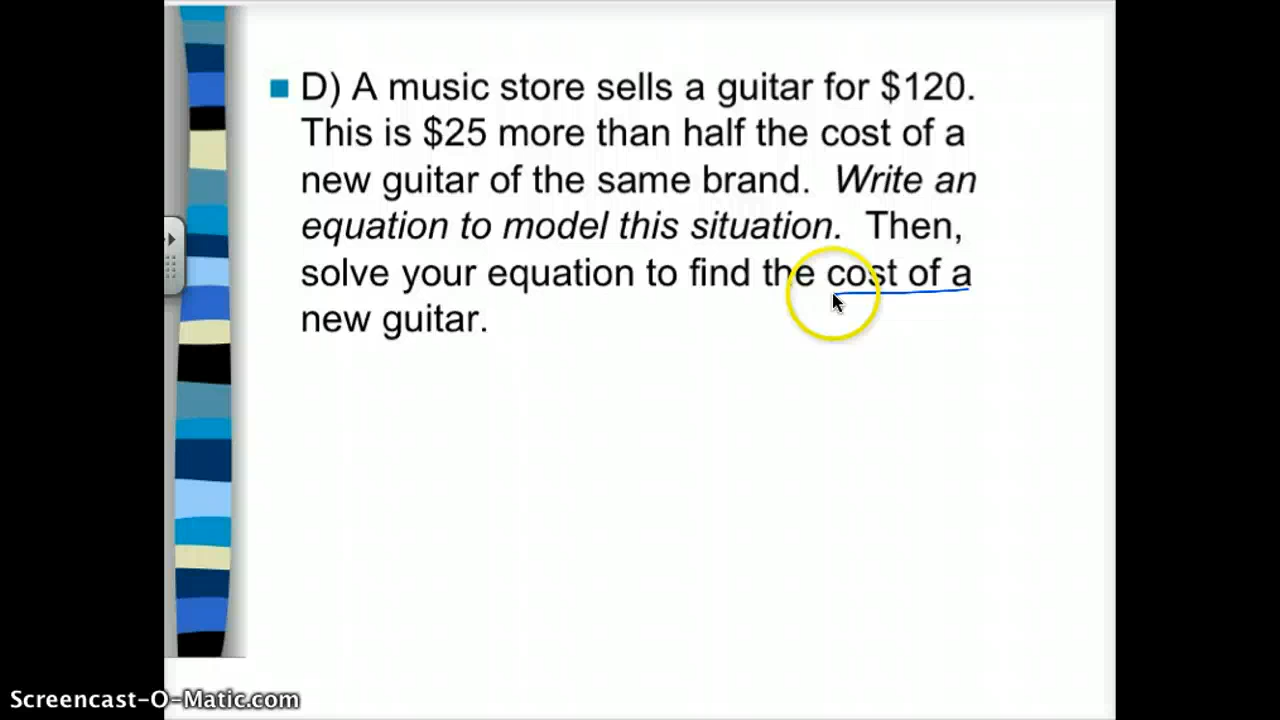 D) A music store sells a guitar for $120.
This is $25 more than half the cost of a
new guitar of the same brand. Write an
equation to model this situation. Then,
solve your equation to find the cost of a
new guitar.
Screencast-O-Matic.com